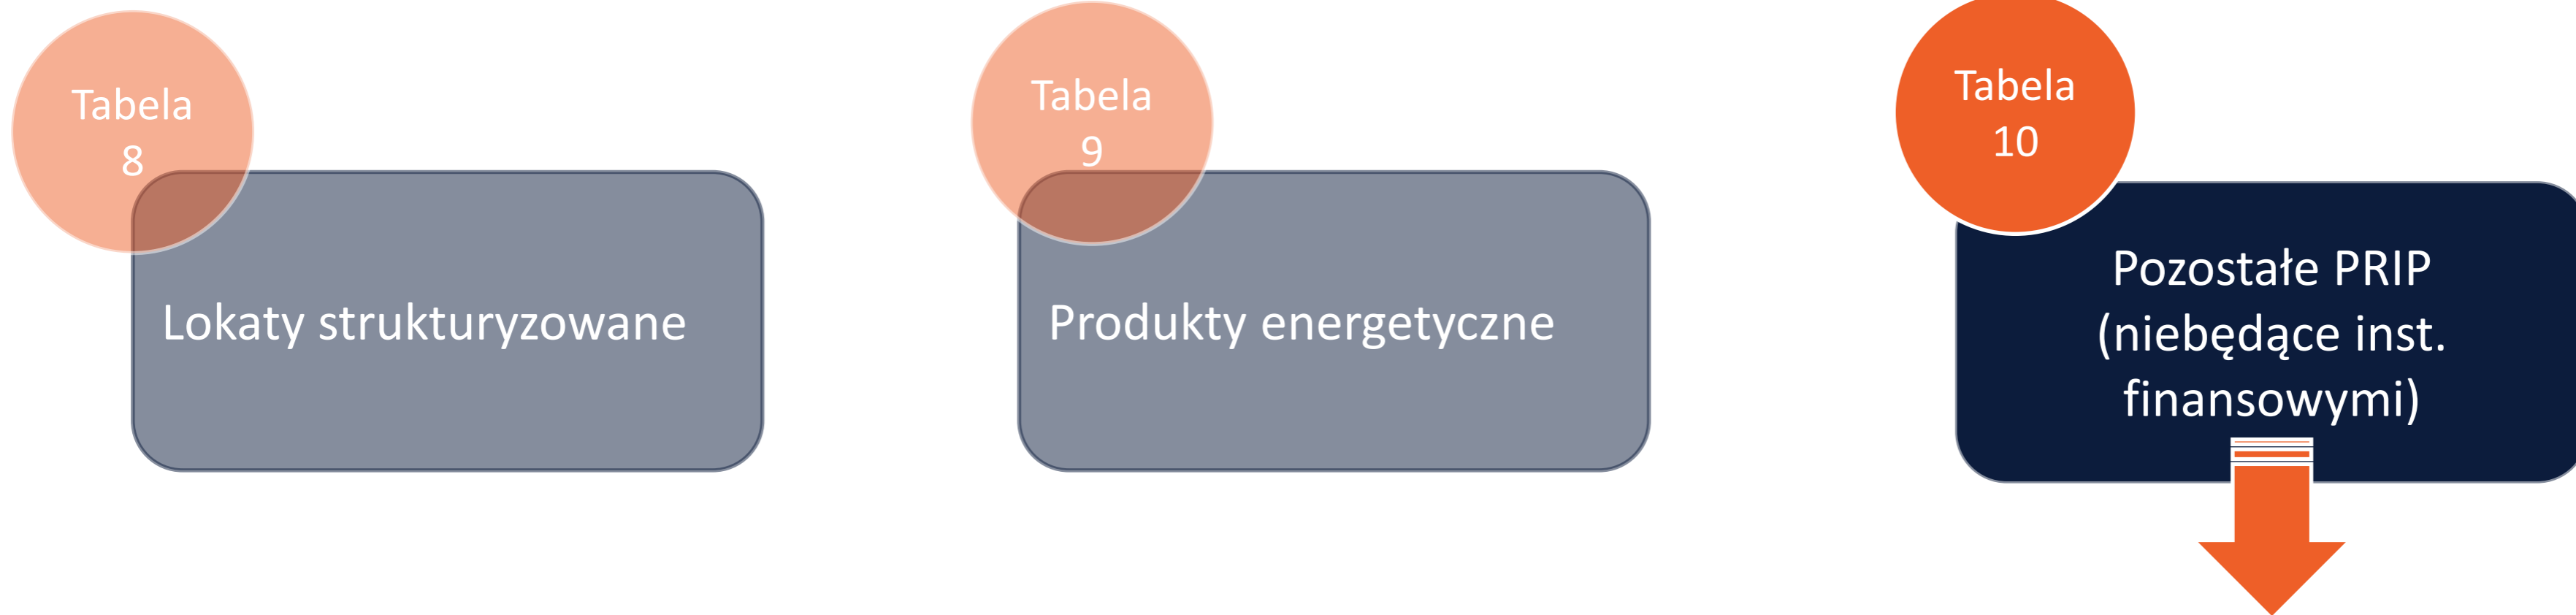 Tabela
8
Lokaty strukturyzowane
Tabela
9
Produkty energetyczne
Tabela
10
Pozostałe PRIP
(niebędące inst.
finansowymi)